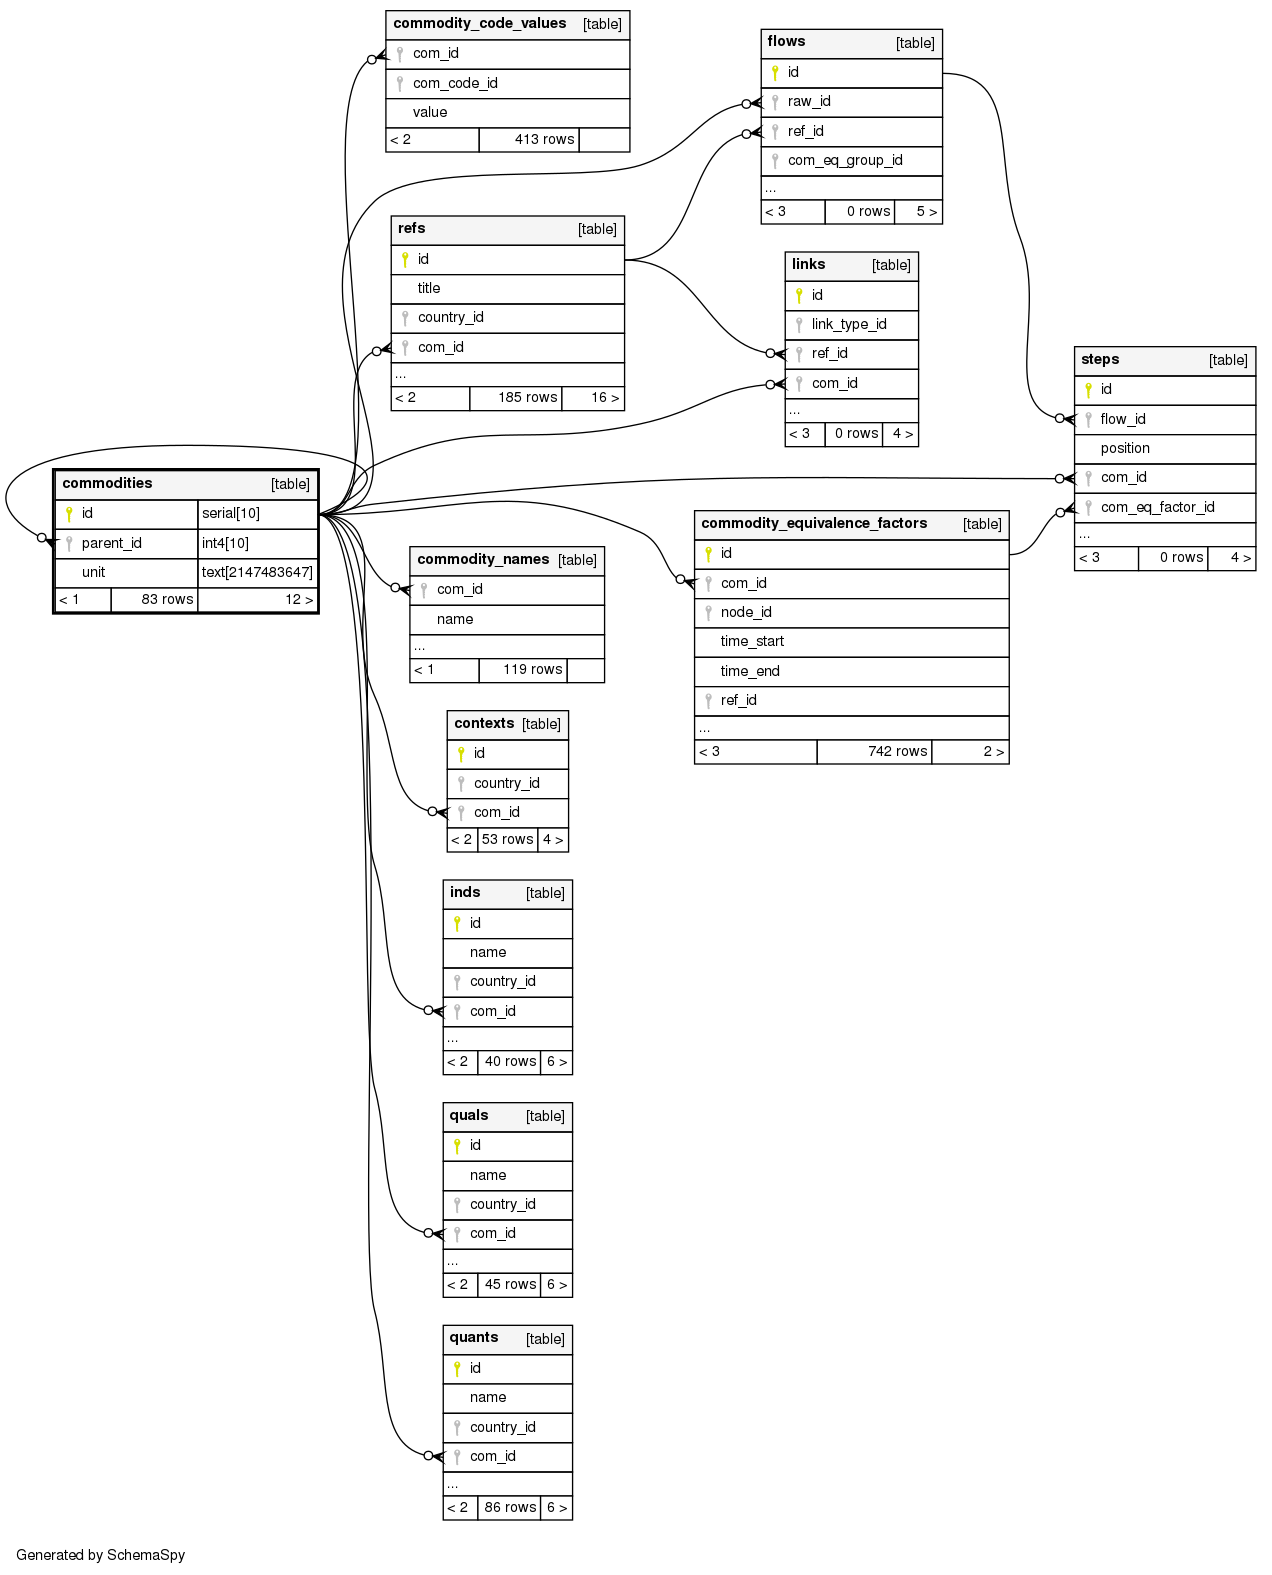 commodity_code_values [table]
com_id
com_code_id
value
< 2 413 rows
flows [table]
id
raw_id
ref_id
com_eq_group_id
...
< 3 0 rows 5 >
refs [table]
id
title
country_id
com_id
...
< 2 185 rows 16 >
links [table]
id
link_type_id
ref_id
com_id
...
< 3 0 rows 4 >
steps [table]
id
flow_id
position
com_id
com_eq_factor_id
...
< 3 0 rows 4 >
commodities [table]
id serial[10]
parent_id int4[10]
unit text[2147483647]
< 1 83 rows 12 >
commodity_names [table]
com_id
name
...
< 1 119 rows
commodity_equivalence_factors [table]
id
com_id
node_id
time_start
time_end
ref_id
...
< 3 742 rows 2 >
contexts [table]
id
country_id
com_id
< 2 53 rows 4 >
inds [table]
id
name
country_id
com_id
...
< 2 40 rows 6 >
quals [table]
id
name
country_id
com_id
...
< 2 45 rows 6 >
quants [table]
id
name
country_id
com_id
...
< 2 86 rows 6 >
Generated by SchemaSpy